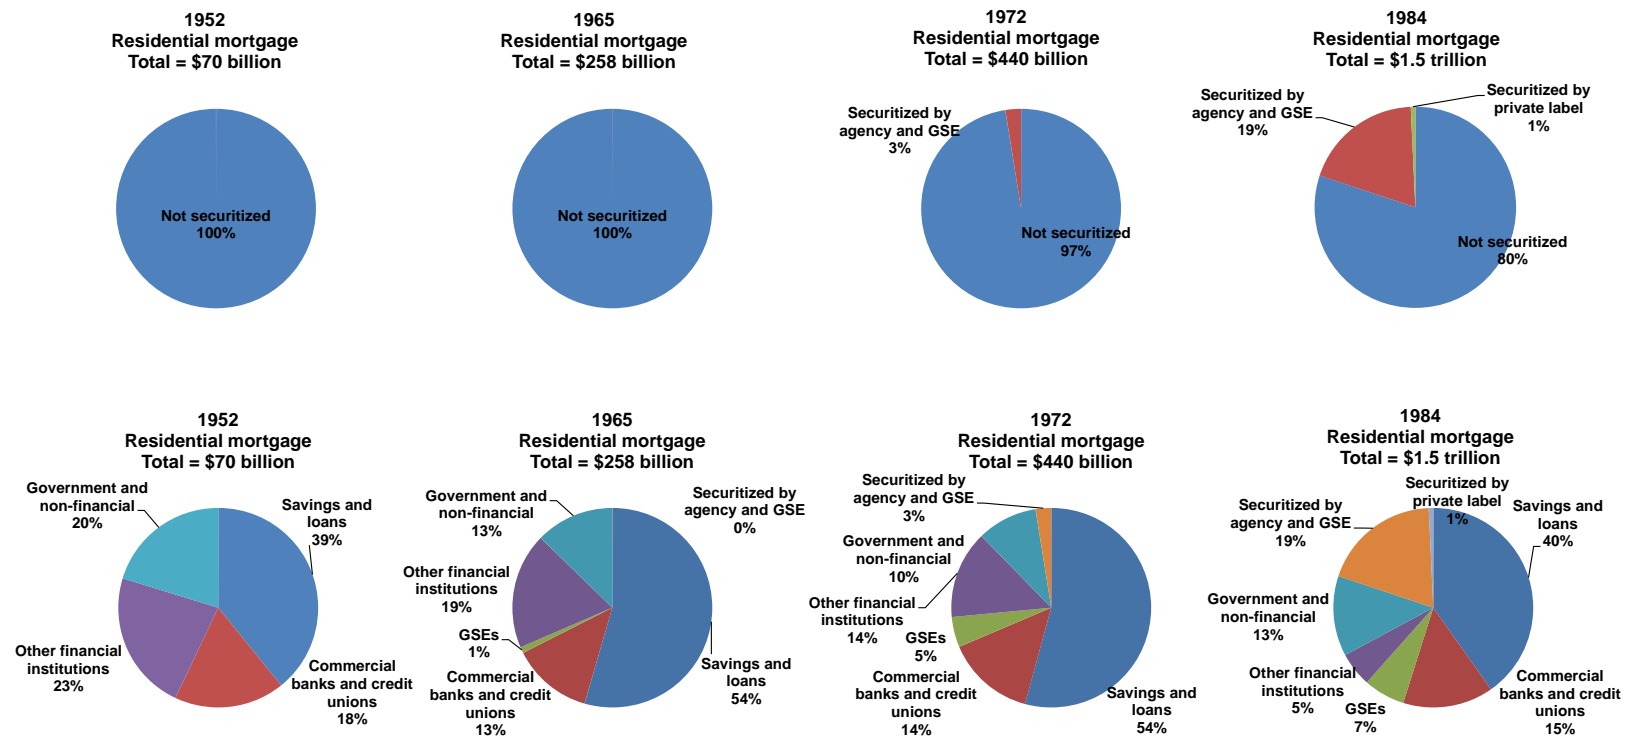 1952
Residential mortgage
Total = $70 billion
Not securitized
100%
1965
Residential mortgage
Total = $258 billion
Not securitized
100%
1972
Residential mortgage
Total = $440 billion
Securitized by
agency and GSE
3%
Not securitized
97%
1984
Residential mortgage
Total = $1.5 trillion
Securitized by
agency and GSE
19%
Securitized by
private label
1%
Not securitized
80%
1952
Residential mortgage
Total = $70 billion
Government and
non-financial
20%
Savings and
loans
39%
Other financial
institutions
23%
Commercial
banks and credit
unions
18%
1965
Residential mortgage
Total = $258 billion
Government and
non-financial
13%
Securitized by
agency and GSE
0%
Other financial
institutions
19%
GSEs
1%
Commercial
banks and credit
unions
13%
Savings and
loans
54%
1972
Residential mortgage
Total = $440 billion
Securitized by
agency and GSE
3%
Government and
non-financial
10%
Other financial
institutions
14%
GSEs
5%
Commercial
banks and credit
unions
14%
Savings and
loans
54%
1984
Residential mortgage
Total = $1.5 trillion
Securitized by
private label
1%
Securitized by
agency and GSE
19%
Savings and
loans
40%
Government and
non-financial
13%
Other financial
institutions
5%
GSEs
7%
Commercial
banks and credit
unions
15%